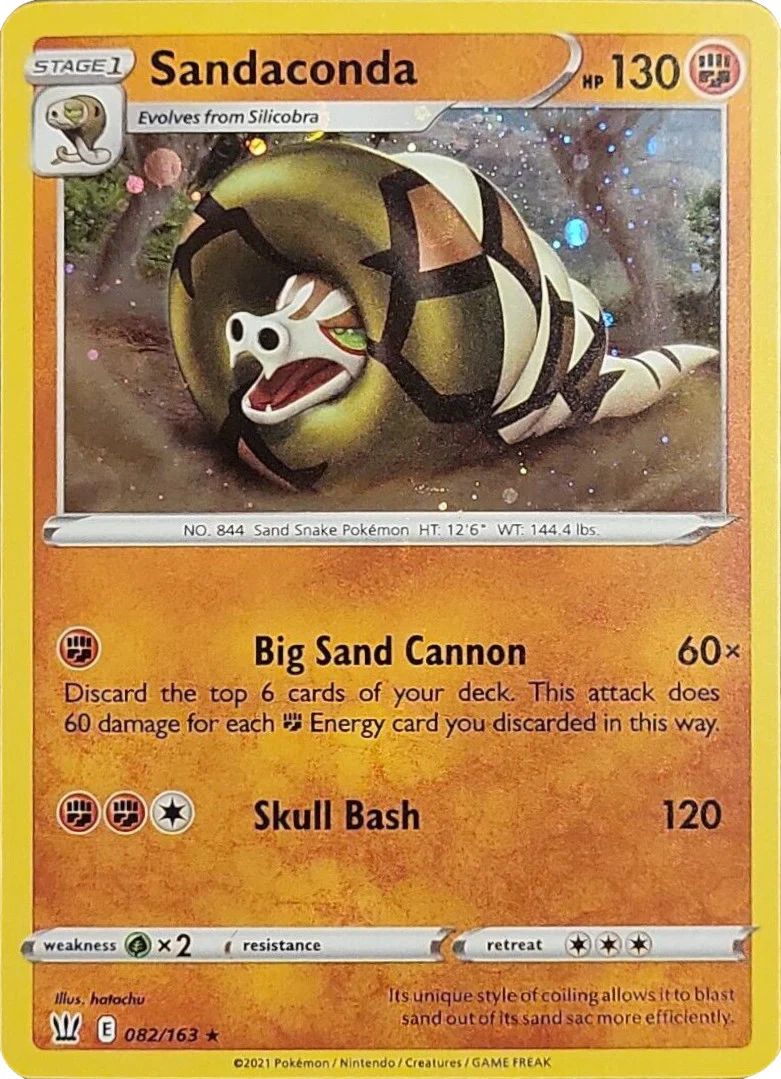 STAGE 1
Sandaconda
HP 130
Evolves from Silicobra
NO. 844 Sand Snake Pokémon HT: 12'6" WT: 144.4 lbs.
Big Sand Cannon 60×
Discard the top 6 cards of your deck. This attack does
60 damage for each Energy card you discarded in this way.
Skull Bash 120
weakness ×2 resistance retreat
Illus. hatachu
Its unique style of coiling allows it to blast
sand out of its sand sac more efficiently.
E 082/163 ★
©2021 Pokémon / Nintendo / Creatures / GAME FREAK